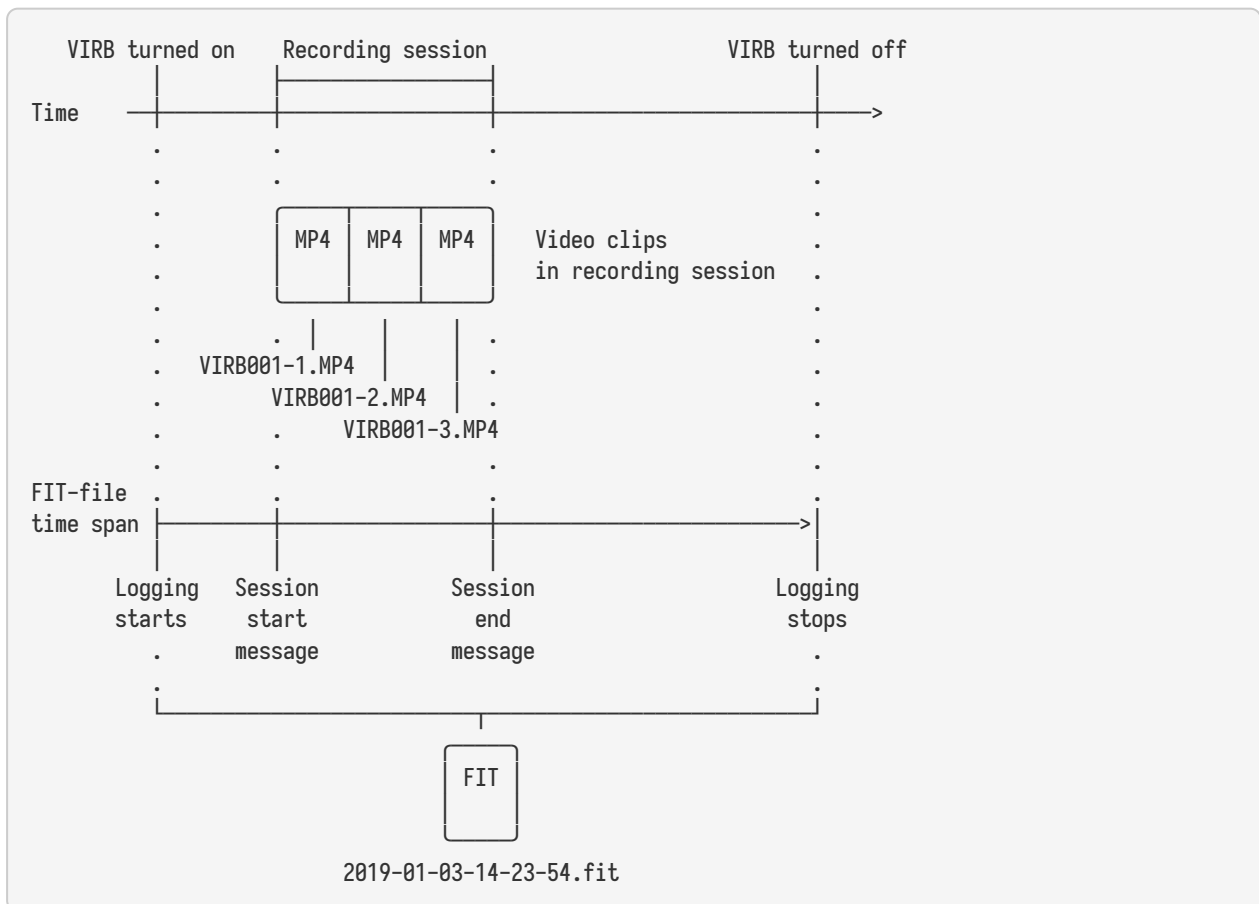 VIRB turned on Recording session VIRB turned off
Time
MP4 MP4 MP4 Video clips
in recording session
VIRB001-1.MP4
VIRB001-2.MP4
VIRB001-3.MP4
FIT-file
time span
Logging Session Session Logging
starts start end stops
message message
FIT
2019-01-03-14-23-54.fit